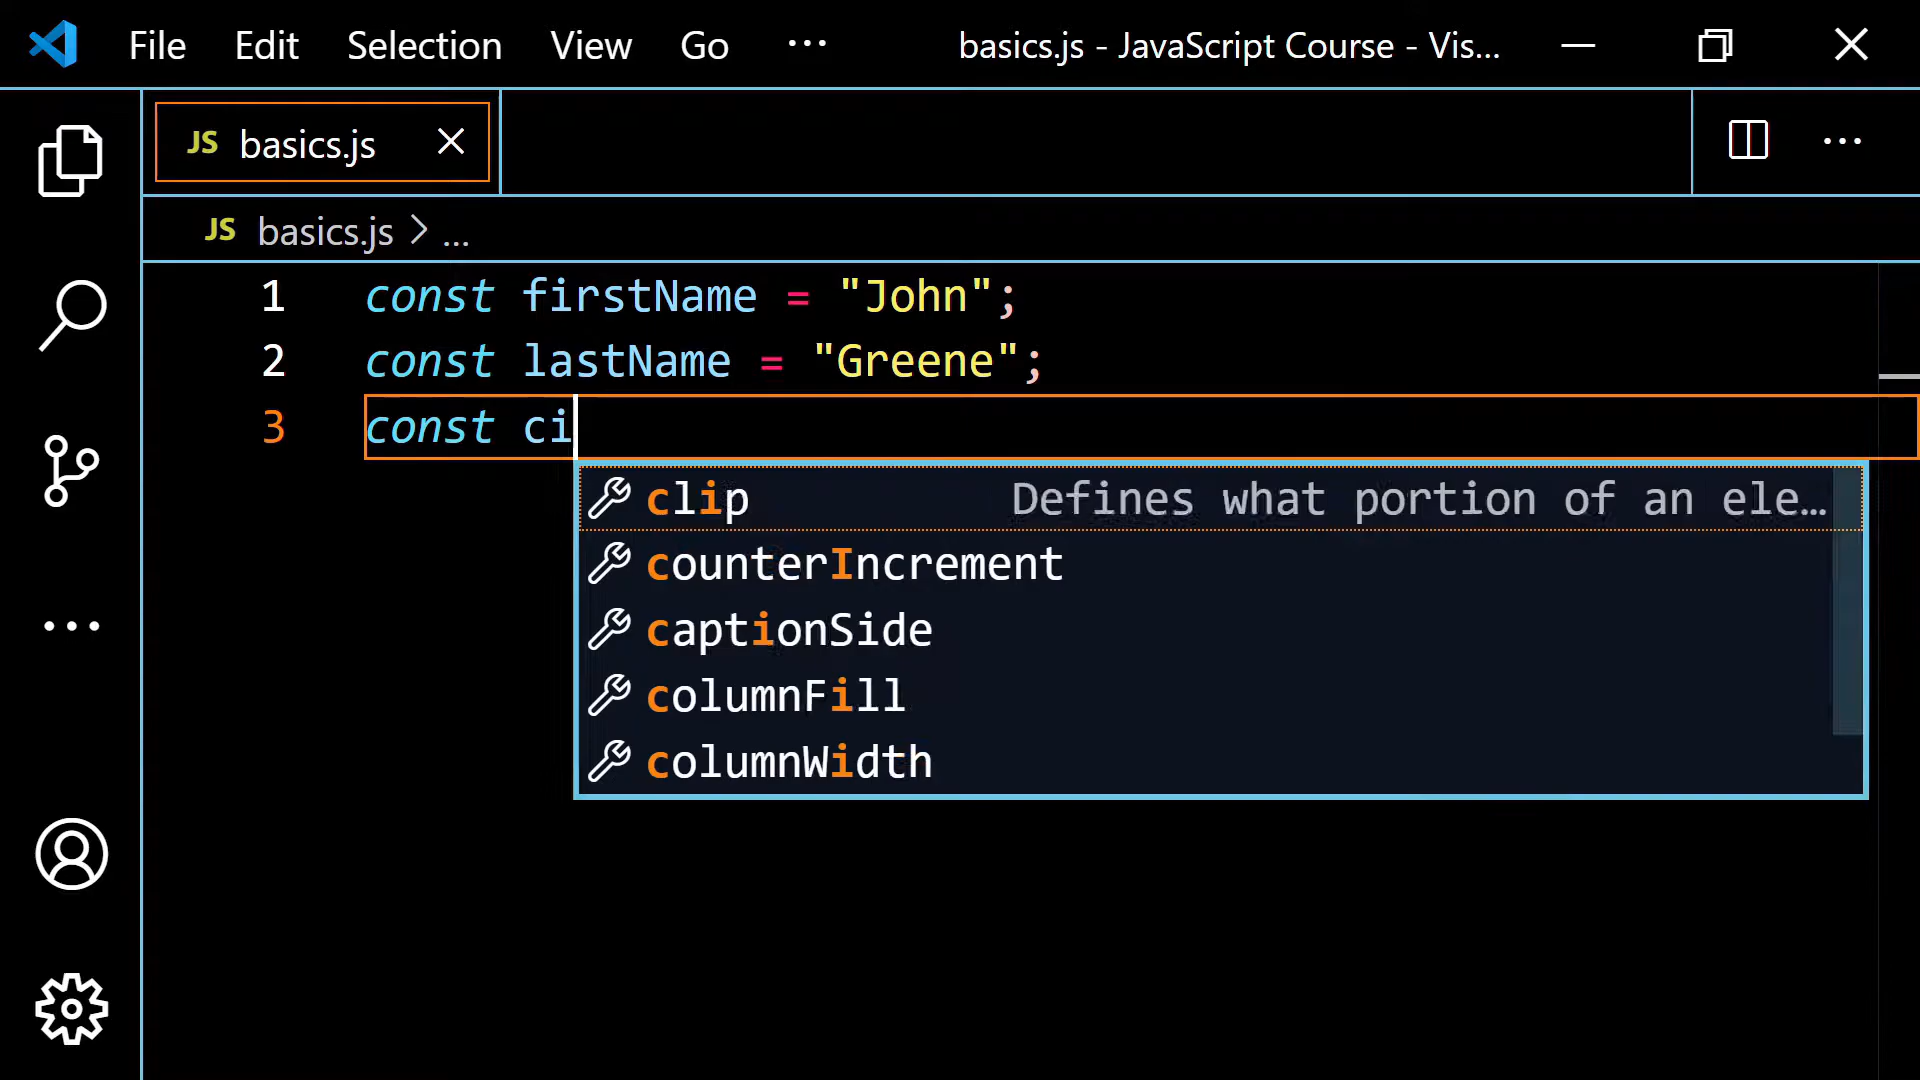 File Edit Selection View Go ... basics.js - JavaScript Course - Vis...
JS basics.js
JS basics.js > ...
1 const firstName = "John";
2 const lastName = "Greene";
3 const ci
clip Defines what portion of an ele...
counterIncrement
captionSide
columnFill
columnWidth